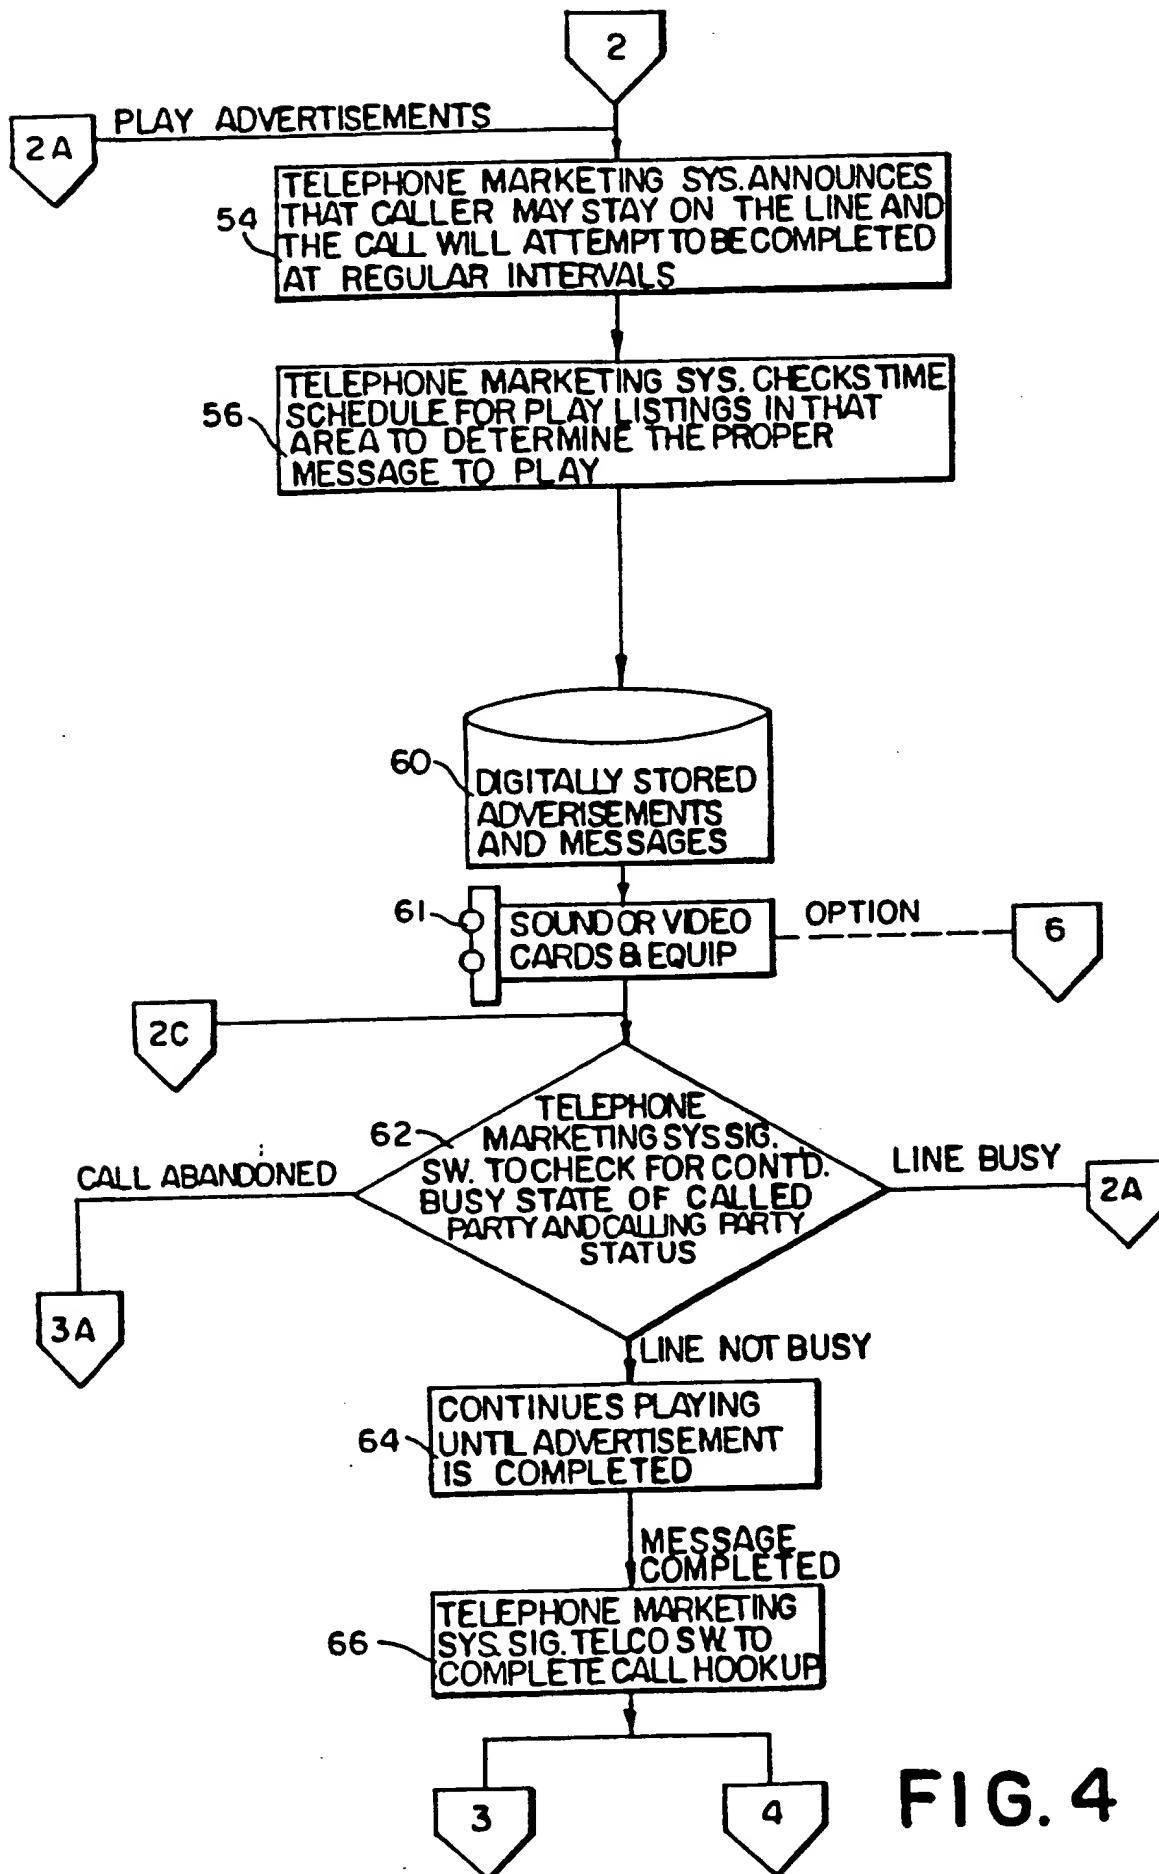 2
PLAY ADVERTISEMENTS
2A
TELEPHONE MARKETING SYS. ANNOUNCES
THAT CALLER MAY STAY ON THE LINE AND
THE CALL WILL ATTEMPT TO BE COMPLETED
AT REGULAR INTERVALS
54
TELEPHONE MARKETING SYS. CHECKS TIME
SCHEDULE FOR PLAY LISTINGS IN THAT
AREA TO DETERMINE THE PROPER
MESSAGE TO PLAY
56
60
DIGITALLY STORED
ADVERISEMENTS
AND MESSAGES
61
SOUND OR VIDEO
CARDS & EQUIP
OPTION
6
2C
62
TELEPHONE
MARKETING SYS SIG.
SW. TO CHECK FOR CONT'D.
BUSY STATE OF CALLED
PARTY AND CALLING PARTY
STATUS
CALL ABANDONED
LINE BUSY
2A
3A
LINE NOT BUSY
CONTINUES PLAYING
UNTIL ADVERTISEMENT
IS COMPLETED
64
MESSAGE
COMPLETED
TELEPHONE MARKETING
SYS. SIG. TELCO SW. TO
COMPLETE CALL HOOKUP
66
3
4
FIG. 4